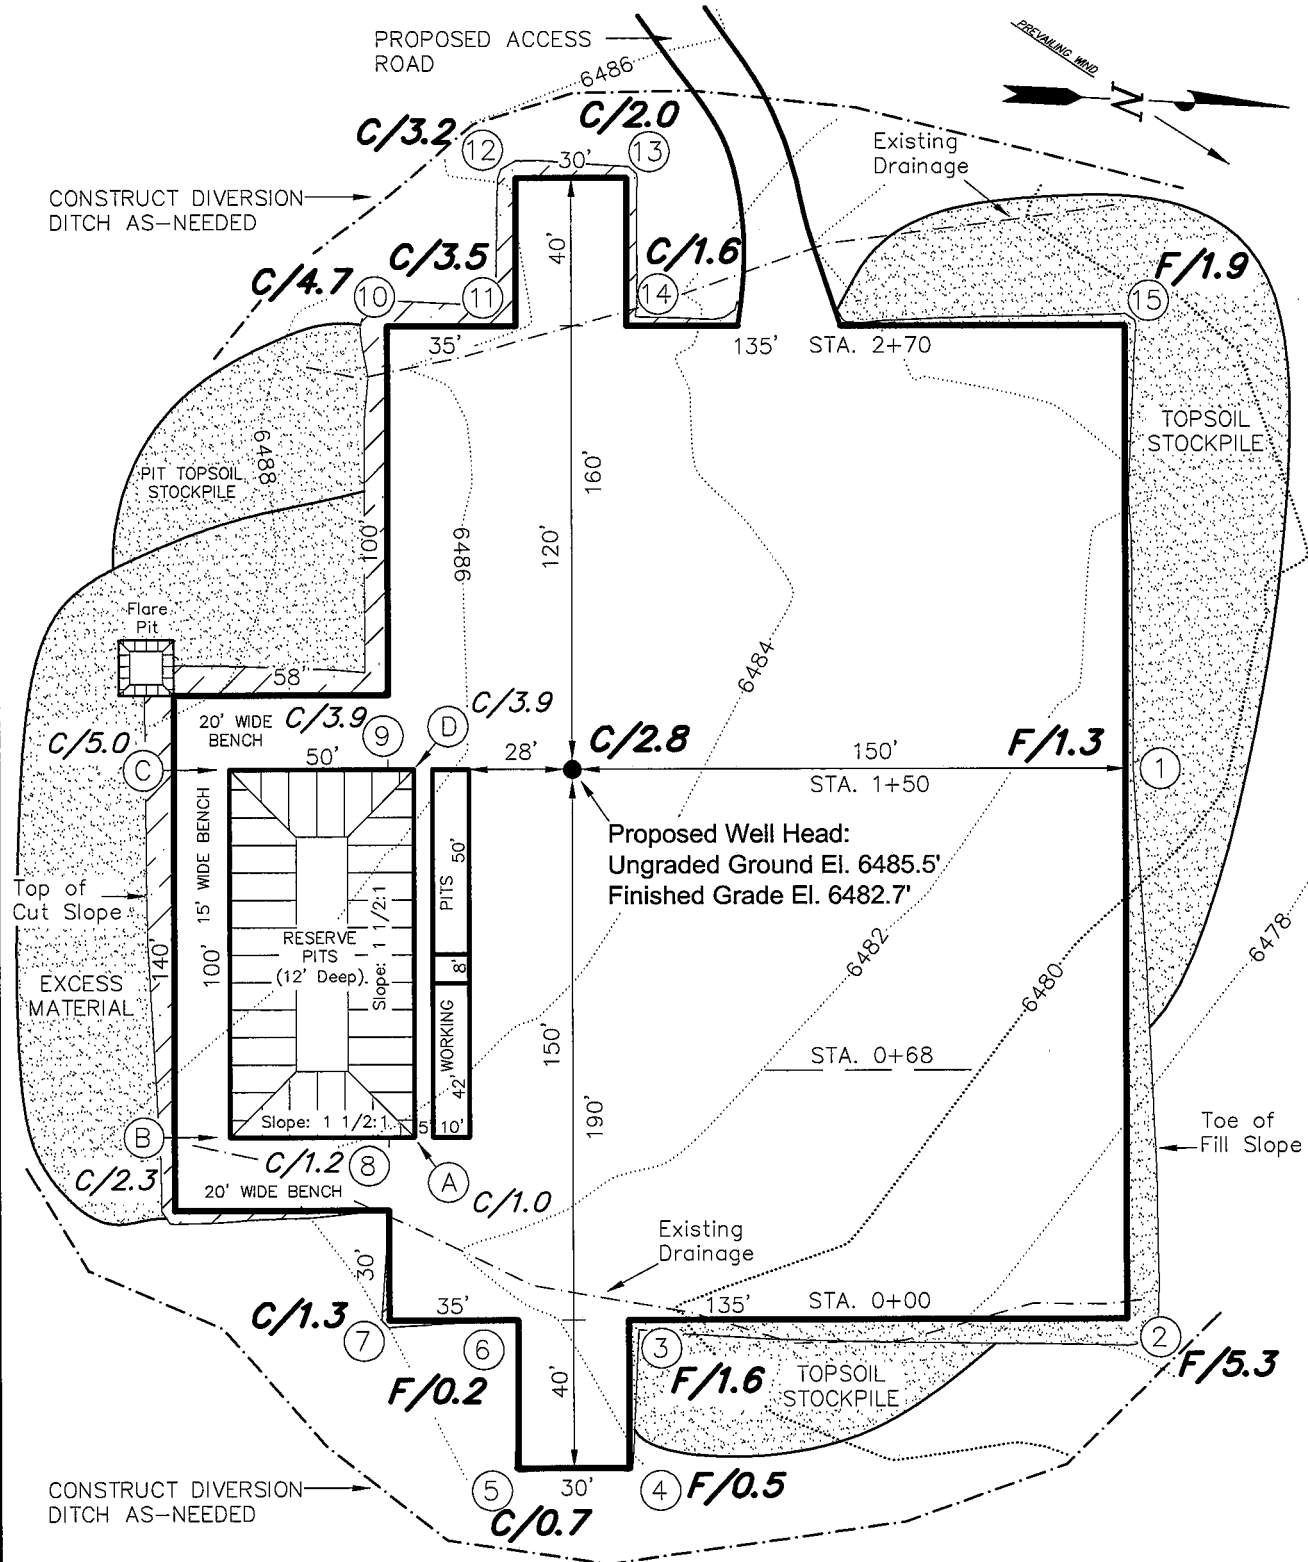 PROPOSED ACCESS
ROAD
6486
PREVAILING WIND
N
C/3.2
12
C/2.0
13
30'
Existing
Drainage
CONSTRUCT DIVERSION
DITCH AS-NEEDED
40'
C/3.5
C/1.6
F/1.9
C/4.7
10
11
14
15
35'
135'
STA. 2+70
TOPSOIL
STOCKPILE
6488
PIT TOPSOIL
STOCKPILE
160'
100'
120'
6486
Flare
Pit
58'
6484
20' WIDE
BENCH
C/3.9
9
D
C/3.9
C/5.0
C
50'
28'
C/2.8
150'
F/1.3
1
STA. 1+50
Proposed Well Head:
Ungraded Ground El. 6485.5'
Finished Grade El. 6482.7'
15' WIDE BENCH
PITS
50'
Top of
Cut Slope
RESERVE
PITS
(12' Deep)
Slope: 1 1/2:1
8'
140'
100'
6482
6478
6480
EXCESS
MATERIAL
WORKING
42'
150'
STA. 0+68
190'
Slope: 1 1/2:1
5'
10'
Toe of
Fill Slope
B
C/1.2
8
A
C/2.3
20' WIDE BENCH
C/1.0
Existing
Drainage
30'
35'
135'
STA. 0+00
C/1.3
7
6
3
2
F/0.2
F/1.6
F/5.3
40'
TOPSOIL
STOCKPILE
CONSTRUCT DIVERSION
DITCH AS-NEEDED
5
30'
4
F/0.5
C/0.7